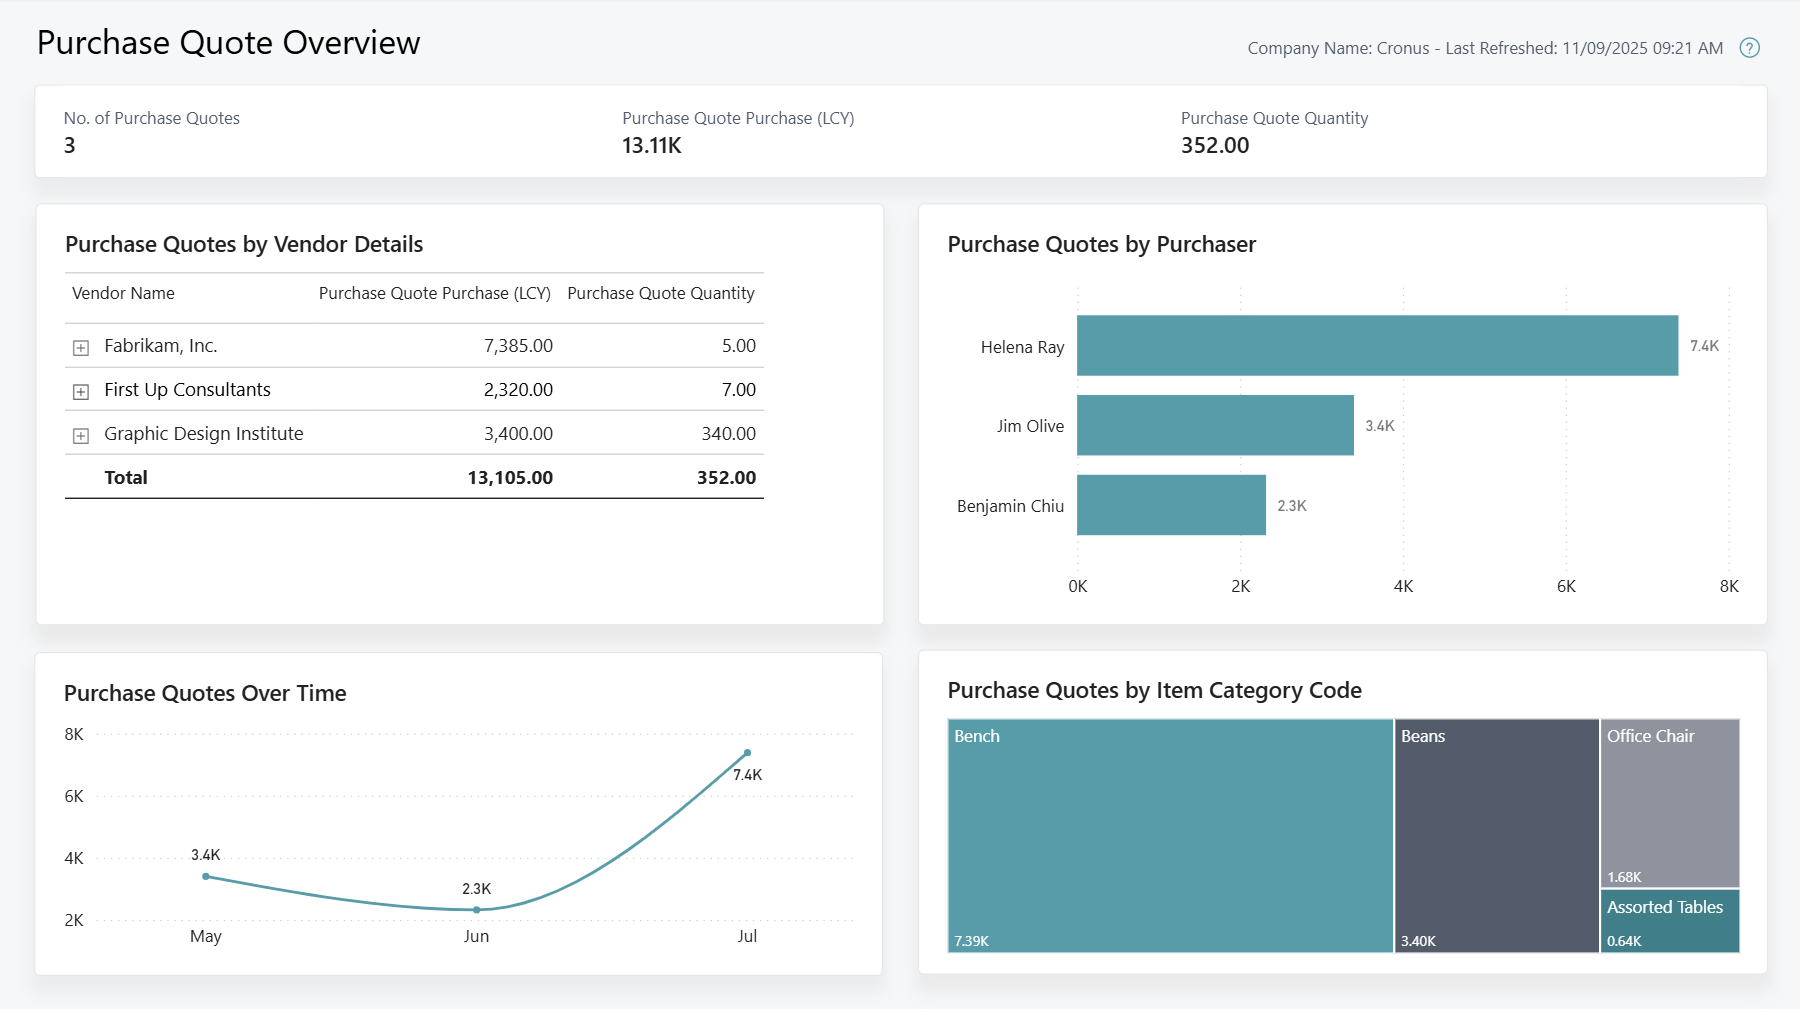 Purchase Quote Overview
Company Name: Cronus - Last Refreshed: 11/09/2025 09:21 AM ?
No. of Purchase Quotes
3
Purchase Quote Purchase (LCY)
13.11K
Purchase Quote Quantity
352.00
Purchase Quotes by Vendor Details
Vendor Name Purchase Quote Purchase (LCY) Purchase Quote Quantity
Fabrikam, Inc. 7,385.00 5.00
First Up Consultants 2,320.00 7.00
Graphic Design Institute 3,400.00 340.00
Total 13,105.00 352.00
Purchase Quotes by Purchaser
Helena Ray 7.4K
Jim Olive 3.4K
Benjamin Chiu 2.3K
0K 2K 4K 6K 8K
Purchase Quotes Over Time
8K
6K
4K
2K
3.4K
2.3K
7.4K
May Jun Jul
Purchase Quotes by Item Category Code
Bench
7.39K
Beans
3.40K
Office Chair
1.68K
Assorted Tables
0.64K